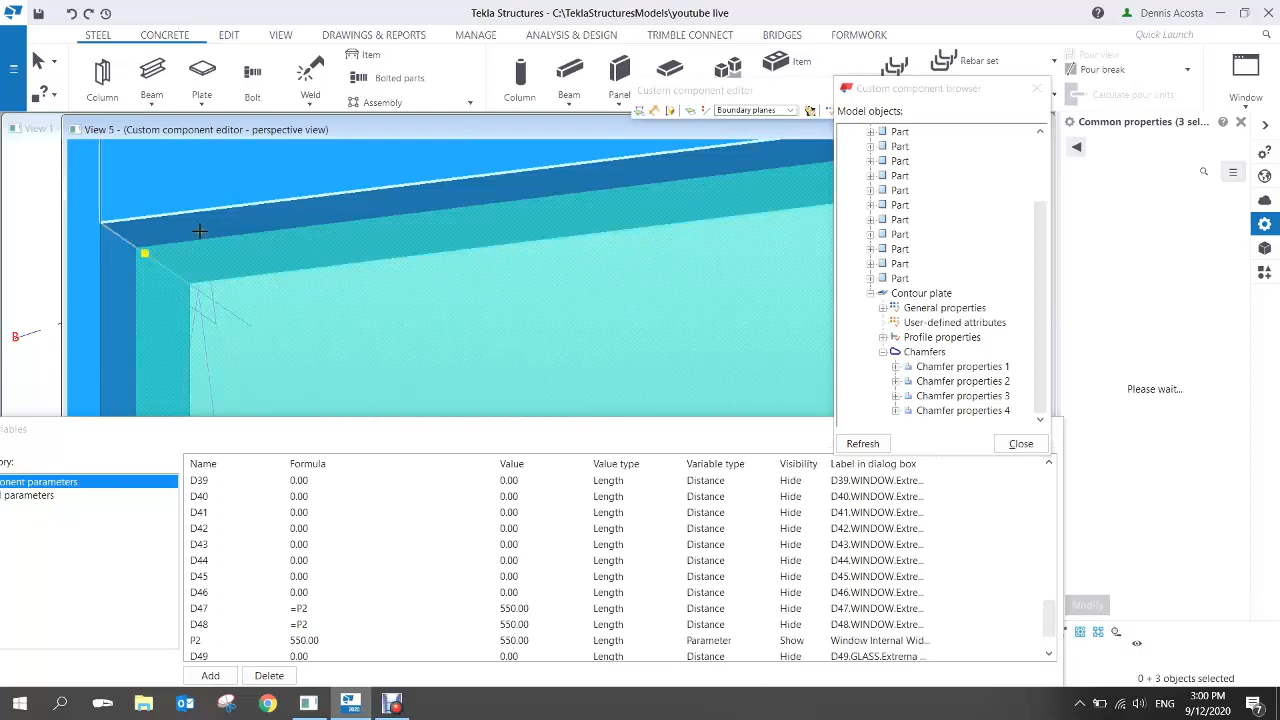 Tekla Structures - C:\TeklaStructuresModels\youtube live
Dennis Acosta
STEEL CONCRETE EDIT VIEW DRAWINGS & REPORTS MANAGE ANALYSIS & DESIGN TRIMBLE CONNECT BRIDGES FORMWORK
Quick Launch
Column Beam Plate Bolt Weld
Item
Bolted parts
Assembly
Column Beam Panel
Item
Rebar set
Pour view
Pour break
Calculate pour units
Window
Custom component editor
Boundary planes
Custom component browser
Model objects:
Part
Part
Part
Part
Part
Part
Part
Part
Part
Part
Part
Contour plate
General properties
User-defined attributes
Profile properties
Chamfers
Chamfer properties 1
Chamfer properties 2
Chamfer properties 3
Chamfer properties 4
Refresh Close
Common properties (3 sel...
Please wait...
Modify
0 + 3 objects selected
View 1
View 5 - (Custom component editor - perspective view)
B
ariables
ory:
onent parameters
l parameters
Name Formula Value Value type Variable type Visibility Label in dialog box
D39 0.00 0.00 Length Distance Hide D39.WINDOW.Extre...
D40 0.00 0.00 Length Distance Hide D40.WINDOW.Extre...
D41 0.00 0.00 Length Distance Hide D41.WINDOW.Extre...
D42 0.00 0.00 Length Distance Hide D42.WINDOW.Extre...
D43 0.00 0.00 Length Distance Hide D43.WINDOW.Extre...
D44 0.00 0.00 Length Distance Hide D44.WINDOW.Extre...
D45 0.00 0.00 Length Distance Hide D45.WINDOW.Extre...
D46 0.00 0.00 Length Distance Hide D46.WINDOW.Extre...
D47 =P2 550.00 Length Distance Hide D47.WINDOW.Extre...
D48 =P2 550.00 Length Distance Hide D48.WINDOW.Extre...
P2 550.00 550.00 Length Parameter Show Window Internal Wid...
D49 0.00 0.00 Length Distance Hide D49.GLASS.Extrema ...
Add Delete
2020
ENG
3:00 PM
9/12/2020
7